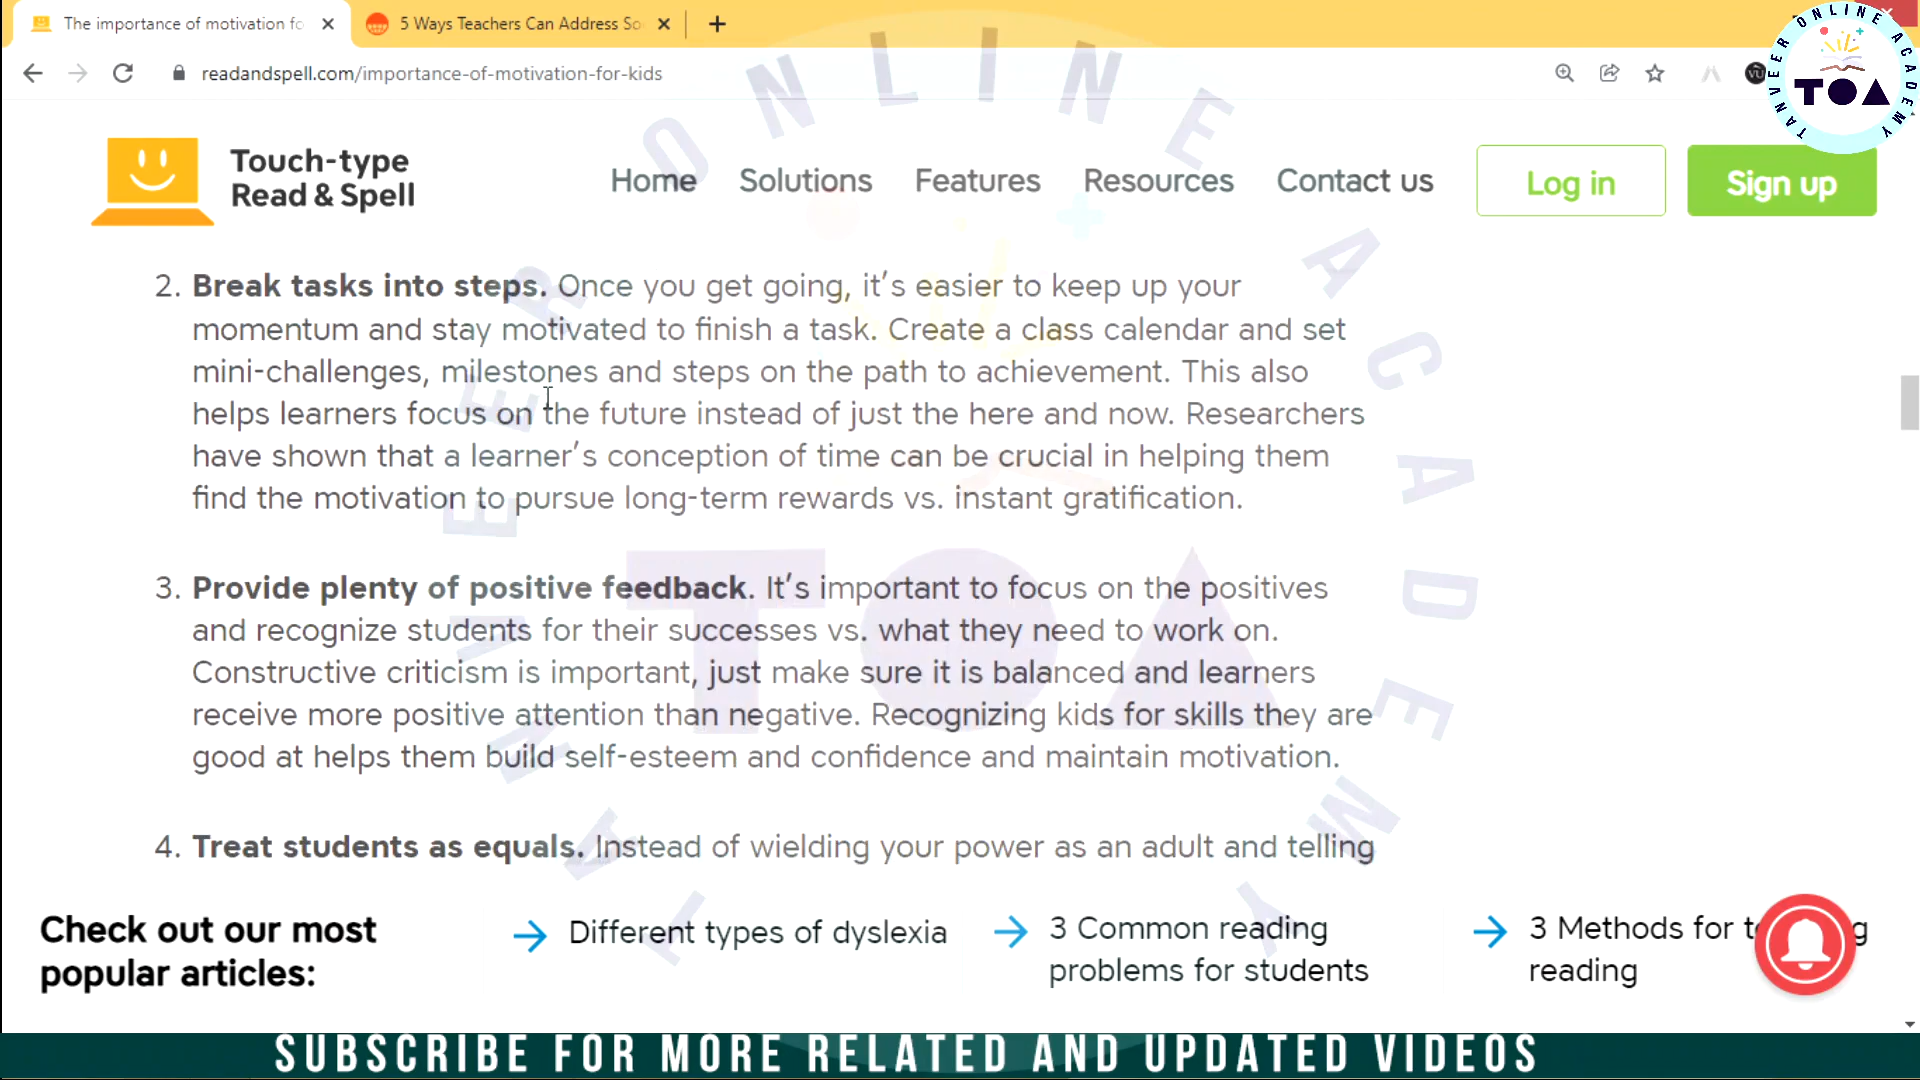 The importance of motivation fo
5 Ways Teachers Can Address So
readandspell.com/importance-of-motivation-for-kids
TANVEER ONLINE ACADEMY
TOA
Touch-type
Read & Spell
Home Solutions Features Resources Contact us Log in Sign up
2. Break tasks into steps. Once you get going, it's easier to keep up your
momentum and stay motivated to finish a task. Create a class calendar and set
mini-challenges, milestones and steps on the path to achievement. This also
helps learners focus on the future instead of just the here and now. Researchers
have shown that a learner's conception of time can be crucial in helping them
find the motivation to pursue long-term rewards vs. instant gratification.
3. Provide plenty of positive feedback. It's important to focus on the positives
and recognize students for their successes vs. what they need to work on.
Constructive criticism is important, just make sure it is balanced and learners
receive more positive attention than negative. Recognizing kids for skills they are
good at helps them build self-esteem and confidence and maintain motivation.
4. Treat students as equals. Instead of wielding your power as an adult and telling
TANVEER ONLINE ACADEMY
TOA
Check out our most
popular articles:
Different types of dyslexia
3 Common reading
problems for students
3 Methods for
reading
SUBSCRIBE FOR MORE RELATED AND UPDATED VIDEOS